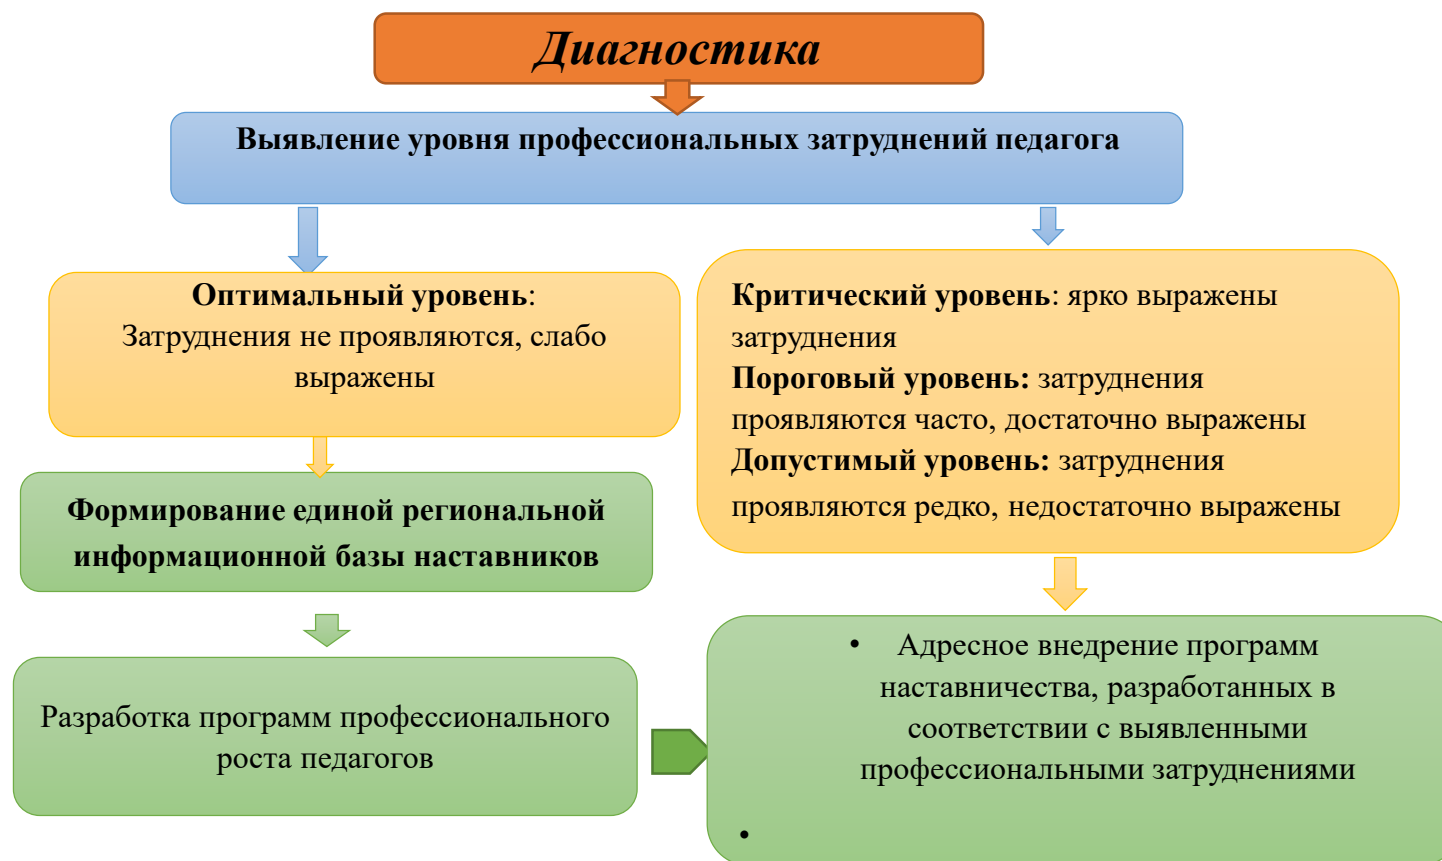 Диагностика
Выявление уровня профессиональных затруднений педагога
Оптимальный уровень:
Затруднения не проявляются, слабо
выражены
Критический уровень: ярко выражены
затруднения
Пороговый уровень: затруднения
проявляются часто, достаточно выражены
Допустимый уровень: затруднения
проявляются редко, недостаточно выражены
Формирование единой региональной
информационной базы наставников
Разработка программ профессионального
роста педагогов
• Адресное внедрение программ
наставничества, разработанных в
соответствии с выявленными
профессиональными затруднениями
•